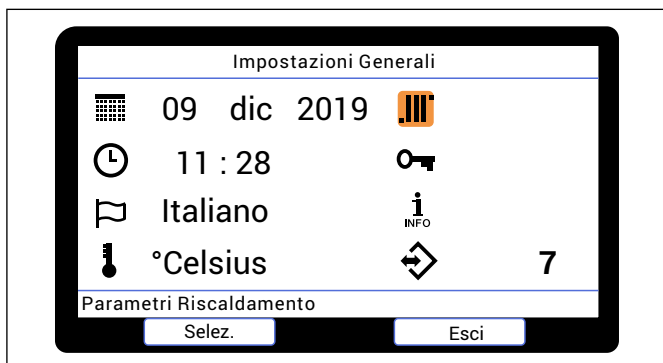 Impostazioni Generali
09 dic 2019
11 : 28
Italiano
INFO
°Celsius
7
Parametri Riscaldamento
Selez.
Esci